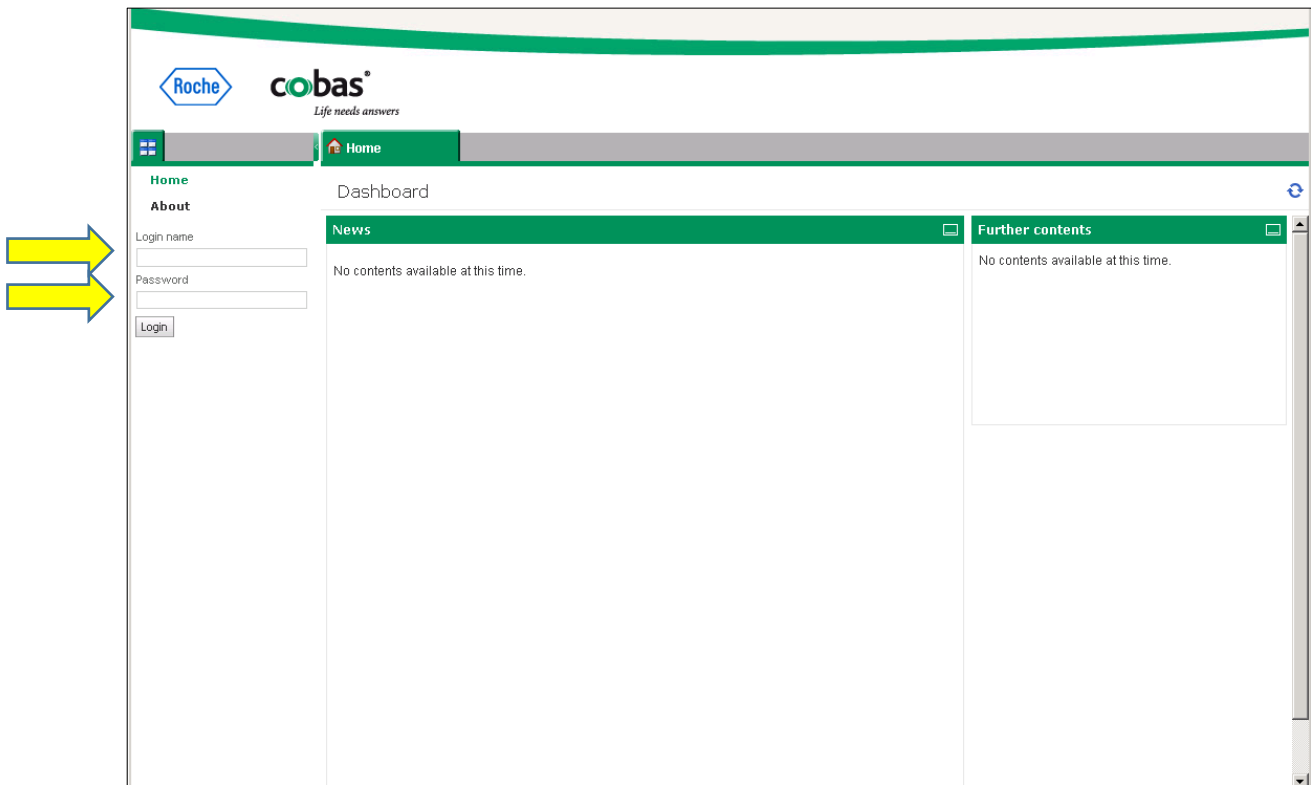 Roche
cobas®
Life needs answers
Home
Home
About
Dashboard
Login name
Password
Login
News
No contents available at this time.
Further contents
No contents available at this time.